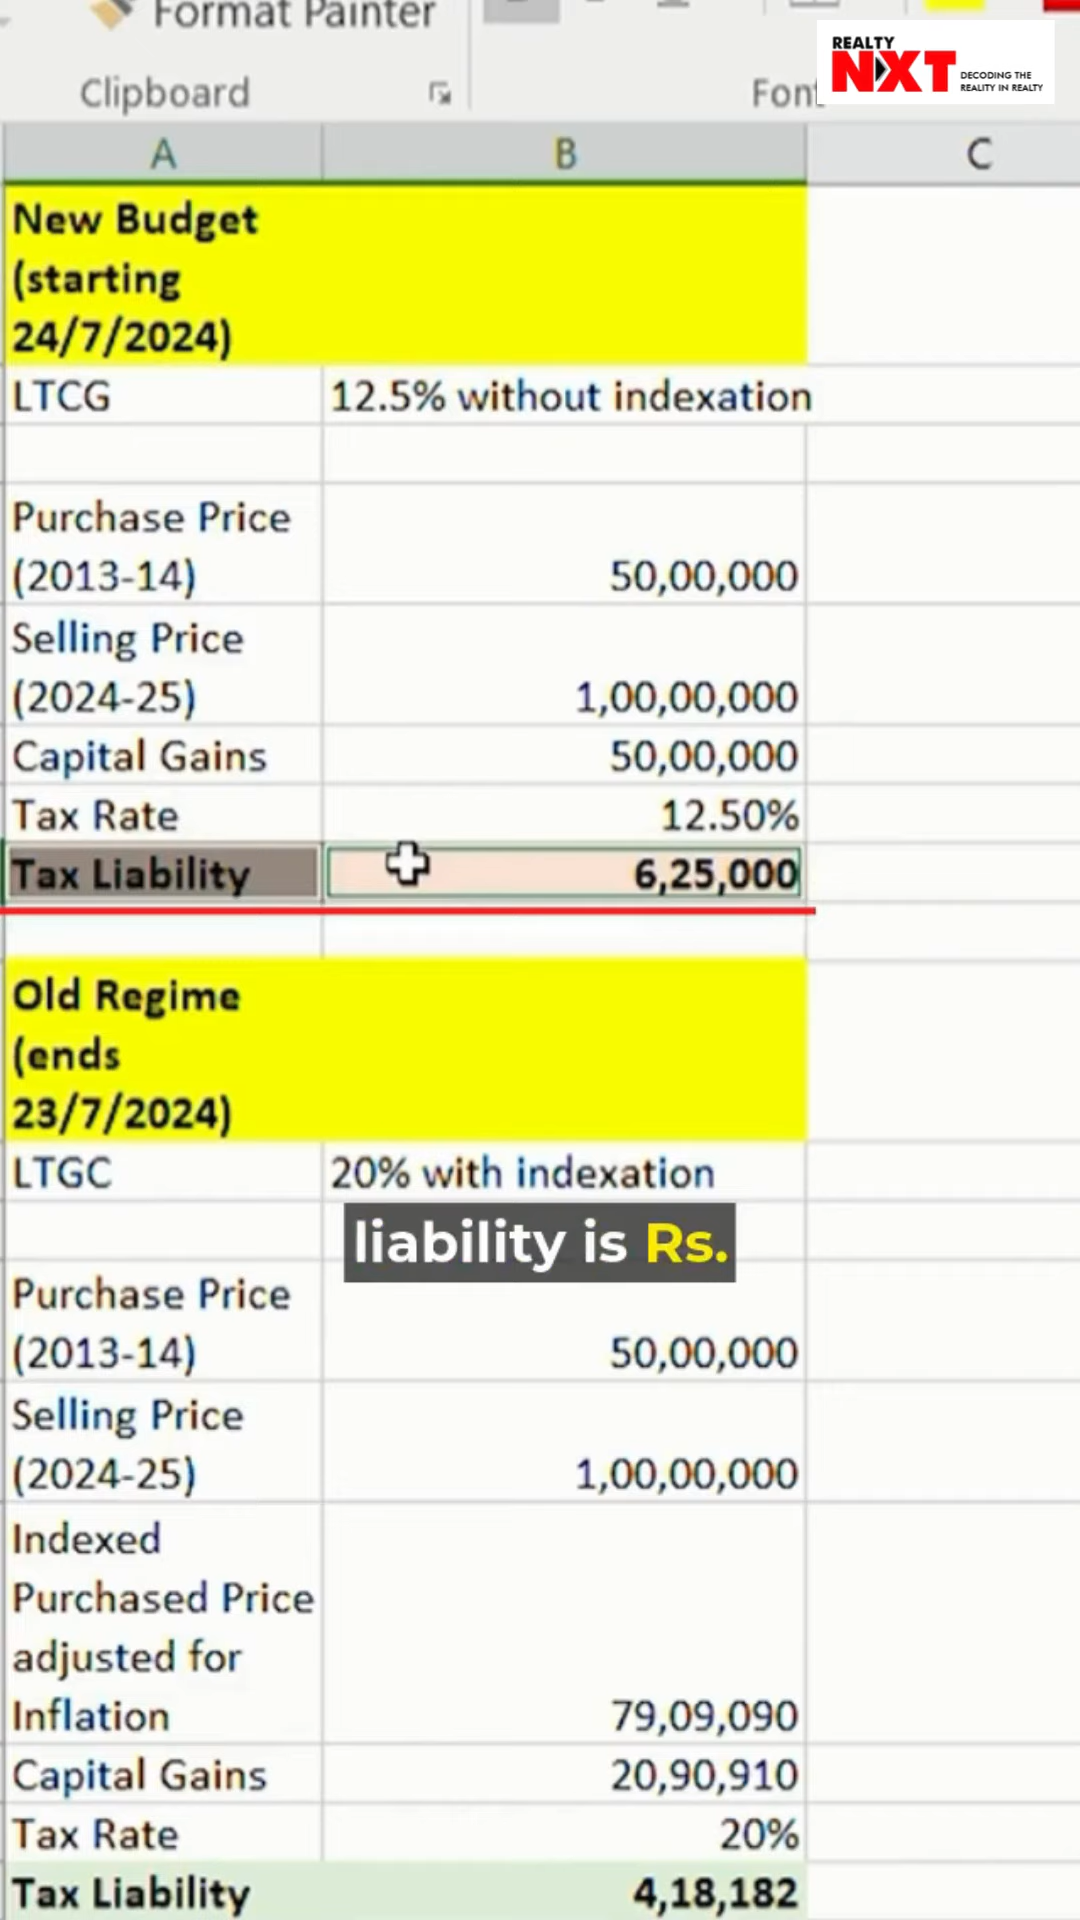 Format Painter
Clipboard
Font
REALTY
NXT
DECODING THE
REALITY IN REALTY
A B C
New Budget
(starting
24/7/2024)
LTCG 12.5% without indexation
Purchase Price
(2013-14) 50,00,000
Selling Price
(2024-25) 1,00,00,000
Capital Gains 50,00,000
Tax Rate 12.50%
Tax Liability 6,25,000
Old Regime
(ends
23/7/2024)
LTGC 20% with indexation
liability is Rs.
Purchase Price
(2013-14) 50,00,000
Selling Price
(2024-25) 1,00,00,000
Indexed
Purchased Price
adjusted for
Inflation 79,09,090
Capital Gains 20,90,910
Tax Rate 20%
Tax Liability 4,18,182